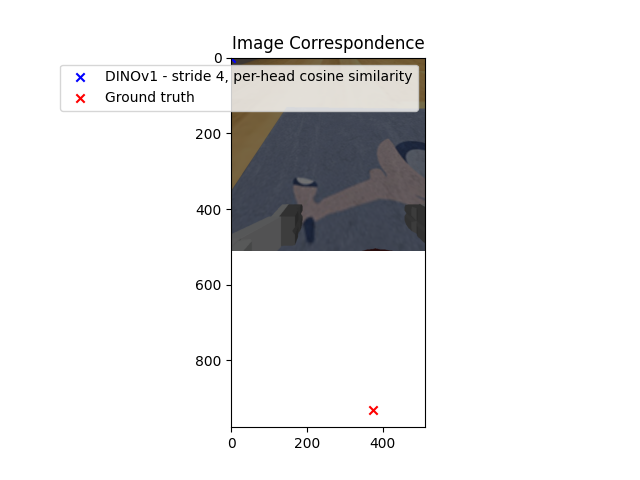 Image Correspondence
DINOv1 - stride 4, per-head cosine similarity
Ground truth
0
200
400
600
800
0
200
400